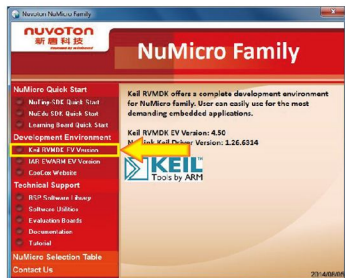 Nuvoton NuMicro Family
nuvoTon
新唐科技
NuMicro Family
NuMicro Quick Start
NuTiny-SDK Quick Start
NuEdu SDK Quick Start
Learning Board Quick Start
Development Environment
Keil RVMDK EV Version
IAR EWARM EV Version
CooCox Website
Technical Support
BSP Software Library
Software Utilities
Evaluation Boards
Documentation
Tutorial
NuMicro Selection Table
Contact Us
Keil RVMDK offers a complete development environment
for NuMicro family. User can easily use for the most
demanding embedded applications.
Keil RVMDK EV Version: 4.50
Nu-Link Keil Driver Version: 1.26.6314
KEIL
Tools by ARM